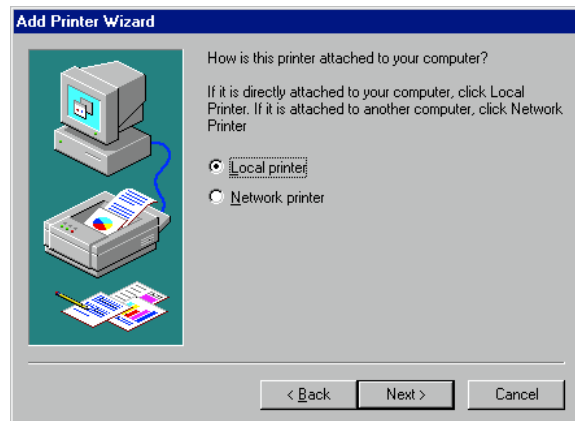 Add Printer Wizard
How is this printer attached to your computer?
If it is directly attached to your computer, click Local
Printer. If it is attached to another computer, click Network
Printer
Local printer
Network printer
< Back
Next >
Cancel